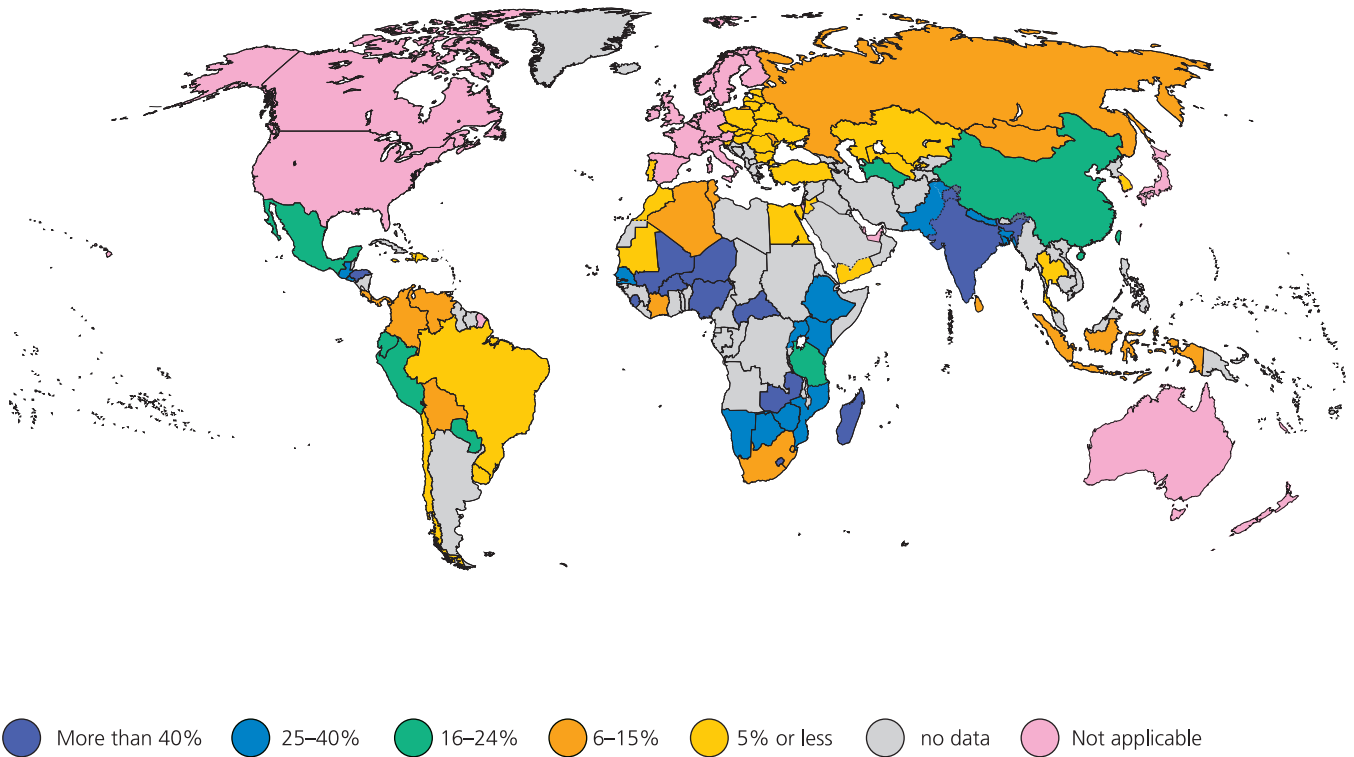 More than 40%
25–40%
16–24%
6–15%
5% or less
no data
Not applicable